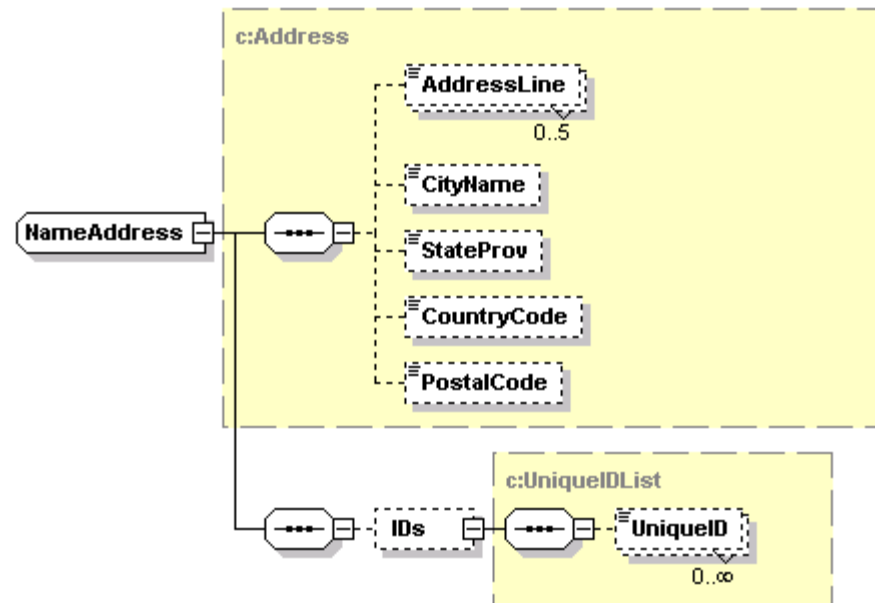 c:Address
AddressLine
0..5
CityName
NameAddress
StateProv
CountryCode
PostalCode
c:UniqueIDList
IDs
UniqueID
0..∞